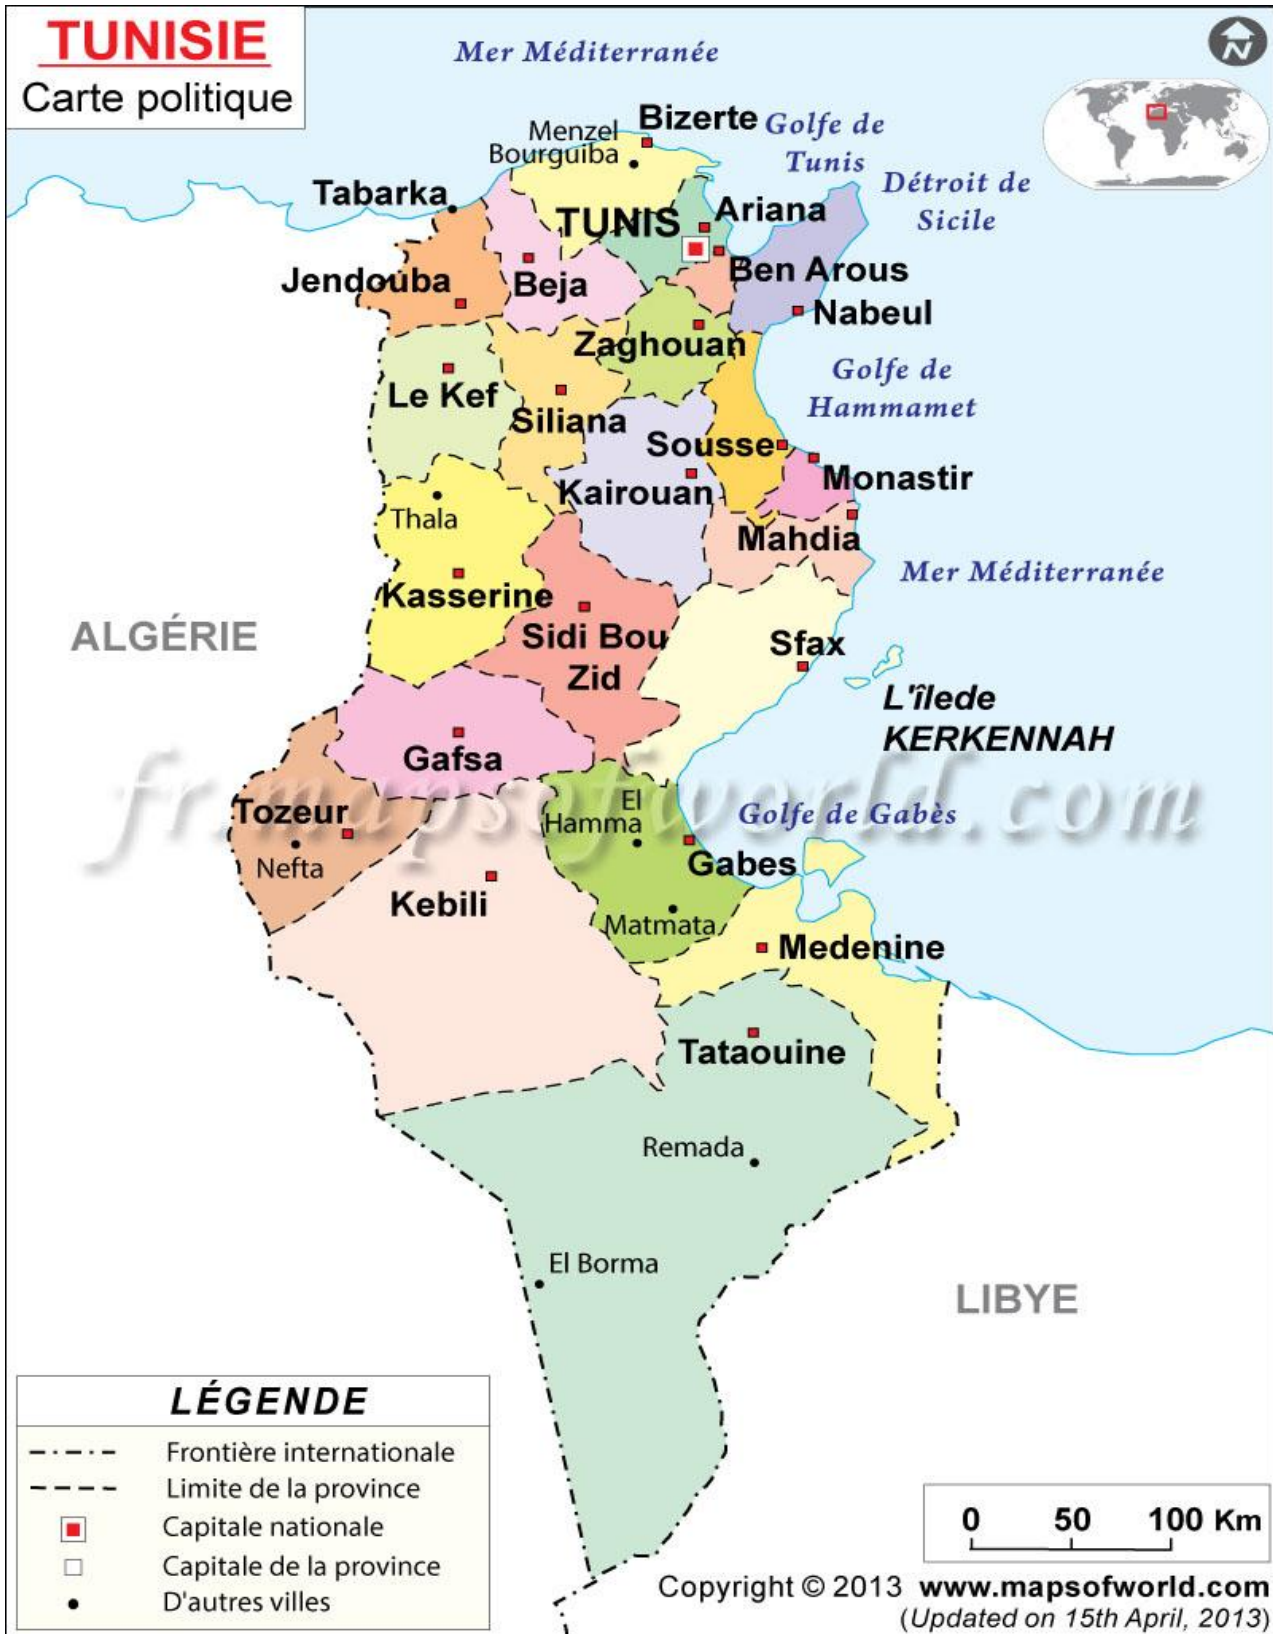 TUNISIE
Carte politique
Mer Méditerranée
N
Bizerte
Golfe de
Tunis
Menzel
Bourguiba
Détroit de
Sicile
Tabarka
TUNIS
Ariana
Jendouba
Beja
Ben Arous
Nabeul
Zaghouan
Golfe de
Hammamet
Le Kef
Siliana
Sousse
Monastir
Kairouan
Thala
Mahdia
Mer Méditerranée
Kasserine
ALGÉRIE
Sidi Bou
Zid
Sfax
L'îlede
KERKENNAH
Gafsa
fr.mapsofworld.com
Tozeur
El
Hamma
Golfe de Gabès
Nefta
Gabes
Kebili
Matmata
Medenine
Tataouine
Remada
El Borma
LIBYE
LÉGENDE
Frontière internationale
Limite de la province
Capitale nationale
Capitale de la province
D'autres villes
0 50 100 Km
Copyright © 2013 www.mapsofworld.com
(Updated on 15th April, 2013)